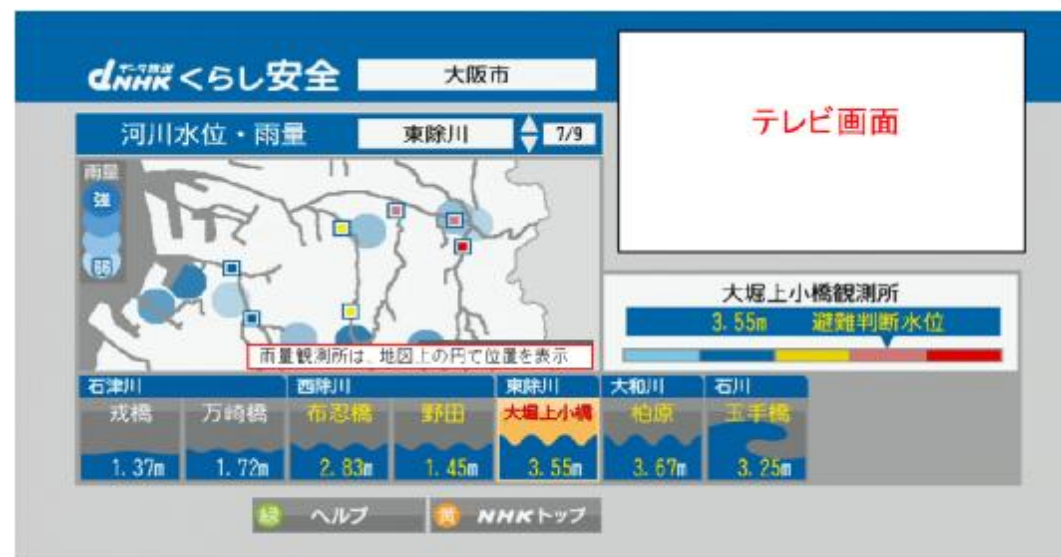 データ放送
dNHK くらし安全 大阪市
テレビ画面
河川水位・雨量 東除川 7/9
雨量
強
弱
雨量観測所は、地図上の円で位置を表示
大堀上小橋観測所
3.55m 避難判断水位
石津川 西除川 東除川 大和川 石川
戎橋 万崎橋 布忍橋 野田 大堀上小橋 柏原 玉手橋
1.37m 1.72m 2.83m 1.45m 3.55m 3.67m 3.25m
緑 ヘルプ 黄 NHKトップ